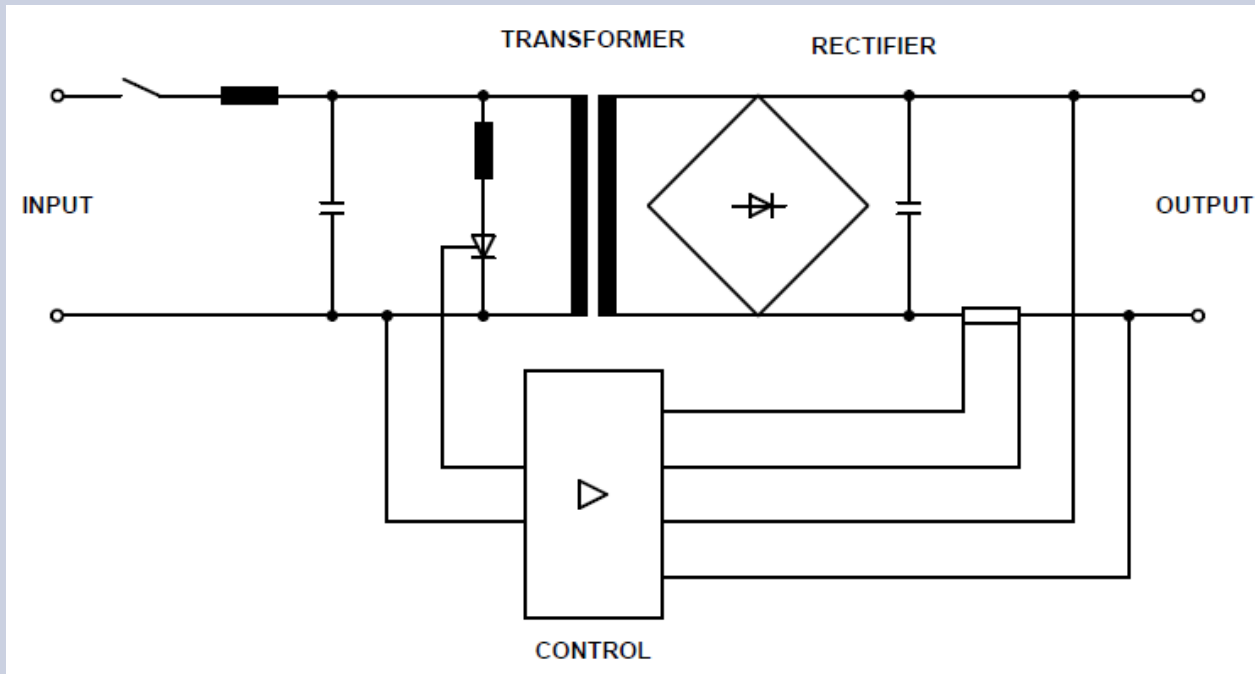 TRANSFORMER
RECTIFIER
INPUT
OUTPUT
CONTROL